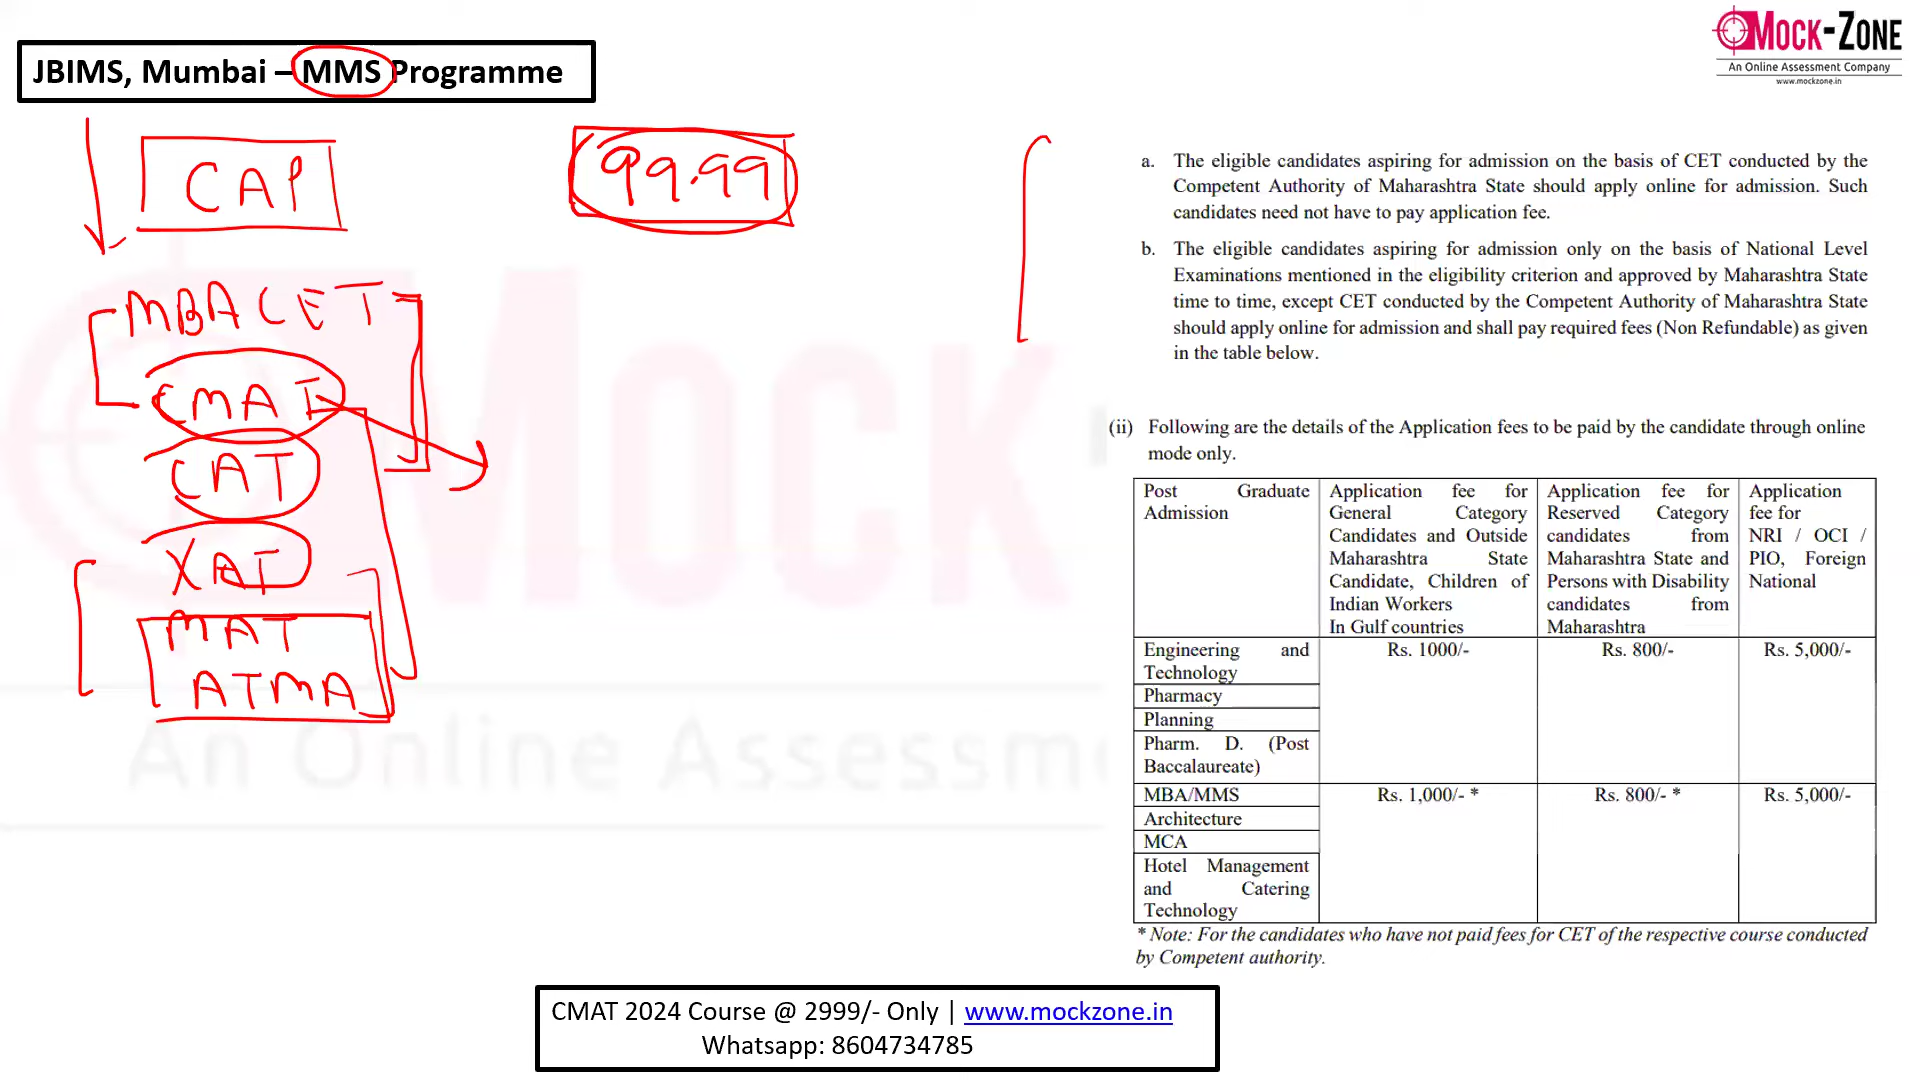 JBIMS, Mumbai – MMS Programme
MOCK-ZONE
An Online Assessment Company
www.mockzone.in
CAP
99.99
MBA CET
CMAT
CAT
XAT
MAT
ATMA
a. The eligible candidates aspiring for admission on the basis of CET conducted by the
Competent Authority of Maharashtra State should apply online for admission. Such
candidates need not have to pay application fee.
b. The eligible candidates aspiring for admission only on the basis of National Level
Examinations mentioned in the eligibility criterion and approved by Maharashtra State
time to time, except CET conducted by the Competent Authority of Maharashtra State
should apply online for admission and shall pay required fees (Non Refundable) as given
in the table below.
(ii) Following are the details of the Application fees to be paid by the candidate through online
mode only.
Post Graduate
Admission
Application fee for
General Category
Candidates and Outside
Maharashtra State
Candidate, Children of
Indian Workers
In Gulf countries
Application fee for
Reserved Category
candidates from
Maharashtra State and
Persons with Disability
candidates from
Maharashtra
Application
fee for
NRI / OCI /
PIO, Foreign
National
Engineering and
Technology
Rs. 1000/-
Rs. 800/-
Rs. 5,000/-
Pharmacy
Planning
Pharm. D. (Post
Baccalaureate)
MBA/MMS
Rs. 1,000/- *
Rs. 800/- *
Rs. 5,000/-
Architecture
MCA
Hotel Management
and Catering
Technology
* Note: For the candidates who have not paid fees for CET of the respective course conducted
by Competent authority.
MOCK
An Online Assessm
CMAT 2024 Course @ 2999/- Only | www.mockzone.in
Whatsapp: 8604734785